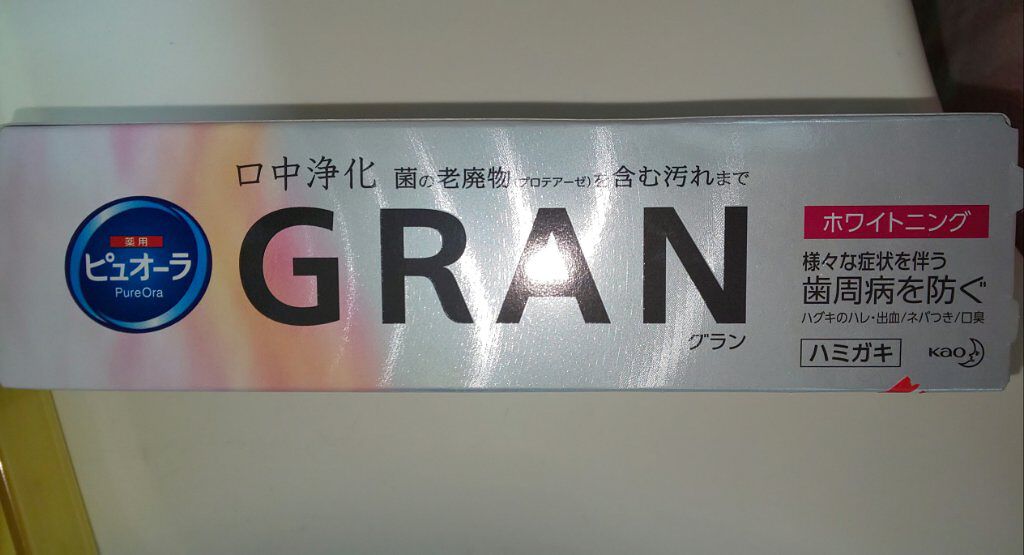 口中浄化 菌の老廃物(プロテアーゼ)を含む汚れまで
薬用
ピュオーラ
PureOra
GRAN
グラン
ホワイトニング
様々な症状を伴う
歯周病を防ぐ
ハグキのハレ・出血/ネバつき/口臭
ハミガキ
Kao